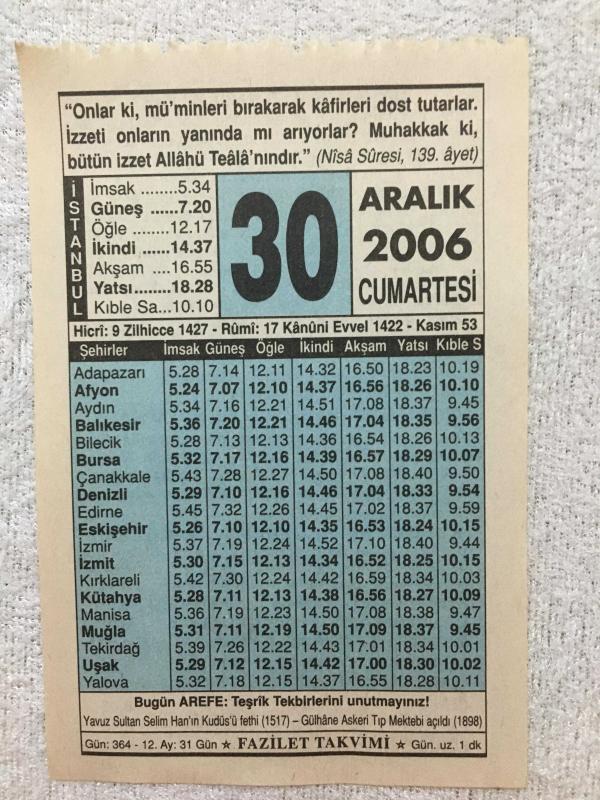 “Onlar ki, mü’minleri bırakarak kâfirleri dost tutarlar.
İzzeti onların yanında mı arıyorlar? Muhakkak ki,
bütün izzet Allâhü Teâlâ’nındır.” (Nîsâ Sûresi, 139. âyet)
İSTANBUL
İmsak ........5.34
Güneş ......7.20
Öğle ........12.17
İkindi ......14.37
Akşam ....16.55
Yatsı........18.28
Kıble Sa...10.10
30
ARALIK
2006
CUMARTESİ
Hicrî: 9 Zilhicce 1427 - Rûmî: 17 Kânûni Evvel 1422 - Kasım 53
Şehirler İmsak Güneş Öğle İkindi Akşam Yatsı Kıble S
Adapazarı 5.28 7.14 12.11 14.32 16.50 18.23 10.19
Afyon 5.24 7.07 12.10 14.37 16.56 18.26 10.10
Aydın 5.34 7.16 12.21 14.51 17.08 18.37 9.45
Balıkesir 5.36 7.20 12.21 14.46 17.04 18.35 9.56
Bilecik 5.28 7.13 12.13 14.36 16.54 18.26 10.13
Bursa 5.32 7.17 12.16 14.39 16.57 18.29 10.07
Çanakkale 5.43 7.28 12.27 14.50 17.08 18.40 9.50
Denizli 5.29 7.10 12.16 14.46 17.04 18.33 9.54
Edirne 5.45 7.32 12.26 14.45 17.02 18.37 9.59
Eskişehir 5.26 7.10 12.10 14.35 16.53 18.24 10.15
İzmir 5.37 7.19 12.24 14.52 17.10 18.40 9.44
İzmit 5.30 7.15 12.13 14.34 16.52 18.25 10.15
Kırklareli 5.42 7.30 12.24 14.42 16.59 18.34 10.03
Kütahya 5.28 7.11 12.13 14.38 16.56 18.27 10.09
Manisa 5.36 7.19 12.23 14.50 17.08 18.38 9.47
Muğla 5.31 7.11 12.19 14.50 17.09 18.37 9.45
Tekirdağ 5.39 7.26 12.22 14.43 17.01 18.34 10.01
Uşak 5.29 7.12 12.15 14.42 17.00 18.30 10.02
Yalova 5.32 7.18 12.15 14.37 16.55 18.28 10.11
Bugün AREFE: Teşrîk Tekbirlerini unutmayınız!
Yavuz Sultan Selim Han’ın Kudüs’ü fethi (1517) – Gülhâne Askeri Tıp Mektebi açıldı (1898)
Gün: 364 - 12. Ay: 31 Gün ★ FAZİLET TAKVİMİ ★ Gün. uz. 1 dk